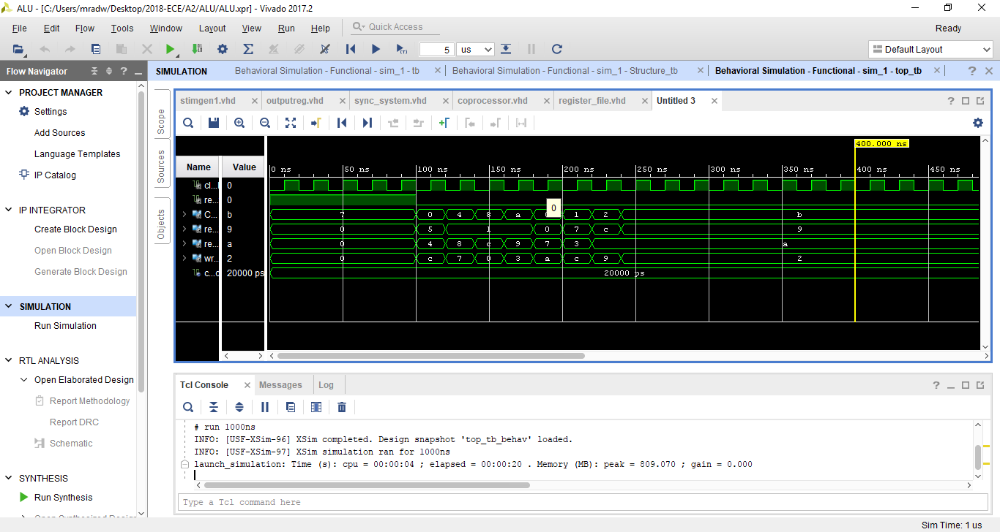 ALU - [C:/Users/mradw/Desktop/2018-ECE/A2/ALU/ALU.xpr] - Vivado 2017.2
File Edit Flow Tools Window Layout View Run Help Quick Access Ready
5 us Default Layout
Flow Navigator
SIMULATION Behavioral Simulation - Functional - sim_1 - tb Behavioral Simulation - Functional - sim_1 - Structure_tb Behavioral Simulation - Functional - sim_1 - top_tb
PROJECT MANAGER
Settings
Add Sources
Language Templates
IP Catalog
IP INTEGRATOR
Create Block Design
Open Block Design
Generate Block Design
SIMULATION
Run Simulation
RTL ANALYSIS
Open Elaborated Design
Report Methodology
Report DRC
Schematic
SYNTHESIS
Run Synthesis
Scope
Sources
Objects
stimgen1.vhd outputreg.vhd sync_system.vhd coprocessor.vhd register_file.vhd Untitled 3
400.000 ns
Name Value 0 ns 50 ns 100 ns 150 ns 200 ns 250 ns 300 ns 350 ns 400 ns 450 ns
cl... 0
re... 0
0
C... b 7 0 4 8 a 1 2 b
re... 9 0 5 1 0 7 c 9
re... a 0 4 8 c 9 7 3 a
wr... 2 0 c 7 0 3 a c 9 2
c...c 20000 ps 20000 ps
Tcl Console Messages Log
# run 1000ns
INFO: [USF-XSim-96] XSim completed. Design snapshot 'top_tb_behav' loaded.
INFO: [USF-XSim-97] XSim simulation ran for 1000ns
launch_simulation: Time (s): cpu = 00:00:04 ; elapsed = 00:00:20 . Memory (MB): peak = 809.070 ; gain = 0.000
Type a Tcl command here
Sim Time: 1 us